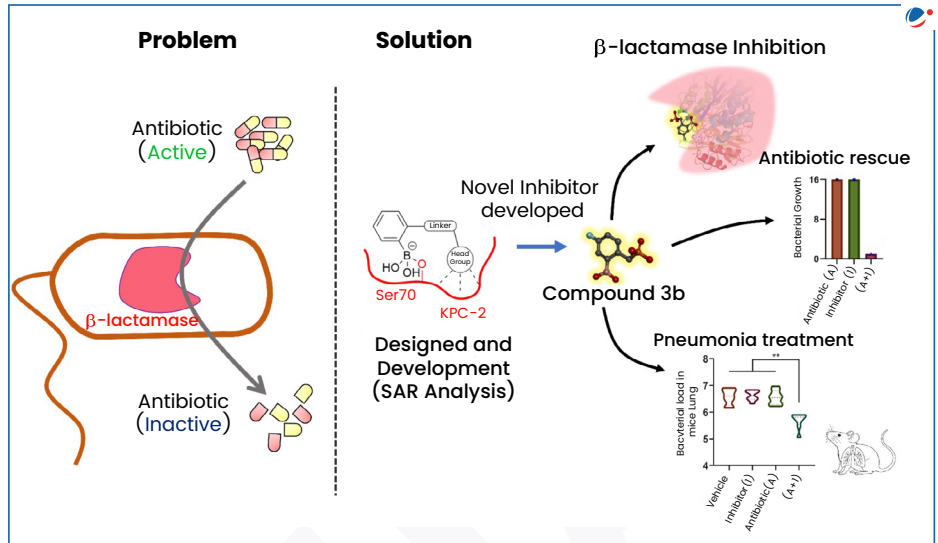 Problem
Antibiotic
(Active)
β-lactamase
Antibiotic
(Inactive)
Solution
Linker
Head
Group
B
O
HO
OH
Ser70
KPC-2
Designed and
Development
(SAR Analysis)
Novel Inhibitor
developed
Compound 3b
β-lactamase Inhibition
Antibiotic rescue
Bacterial Growth
16
8
0
Antibiotic (A)
Inhibitor (I)
(A+I)
Pneumonia treatment
Bacvterial load in
mice Lung
8
7
6
5
4
**
Vehicle
Inhibitor(I)
Antibiotic(A)
(A+I)